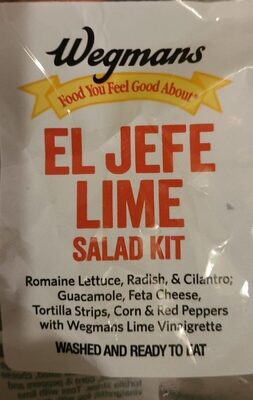 Wegmans
Food You Feel Good About®
EL JEFE
LIME
SALAD KIT
Romaine Lettuce, Radish, & Cilantro;
Guacamole, Feta Cheese,
Tortilla Strips, Corn & Red Peppers
with Wegmans Lime Vinaigrette
WASHED AND READY TO EAT